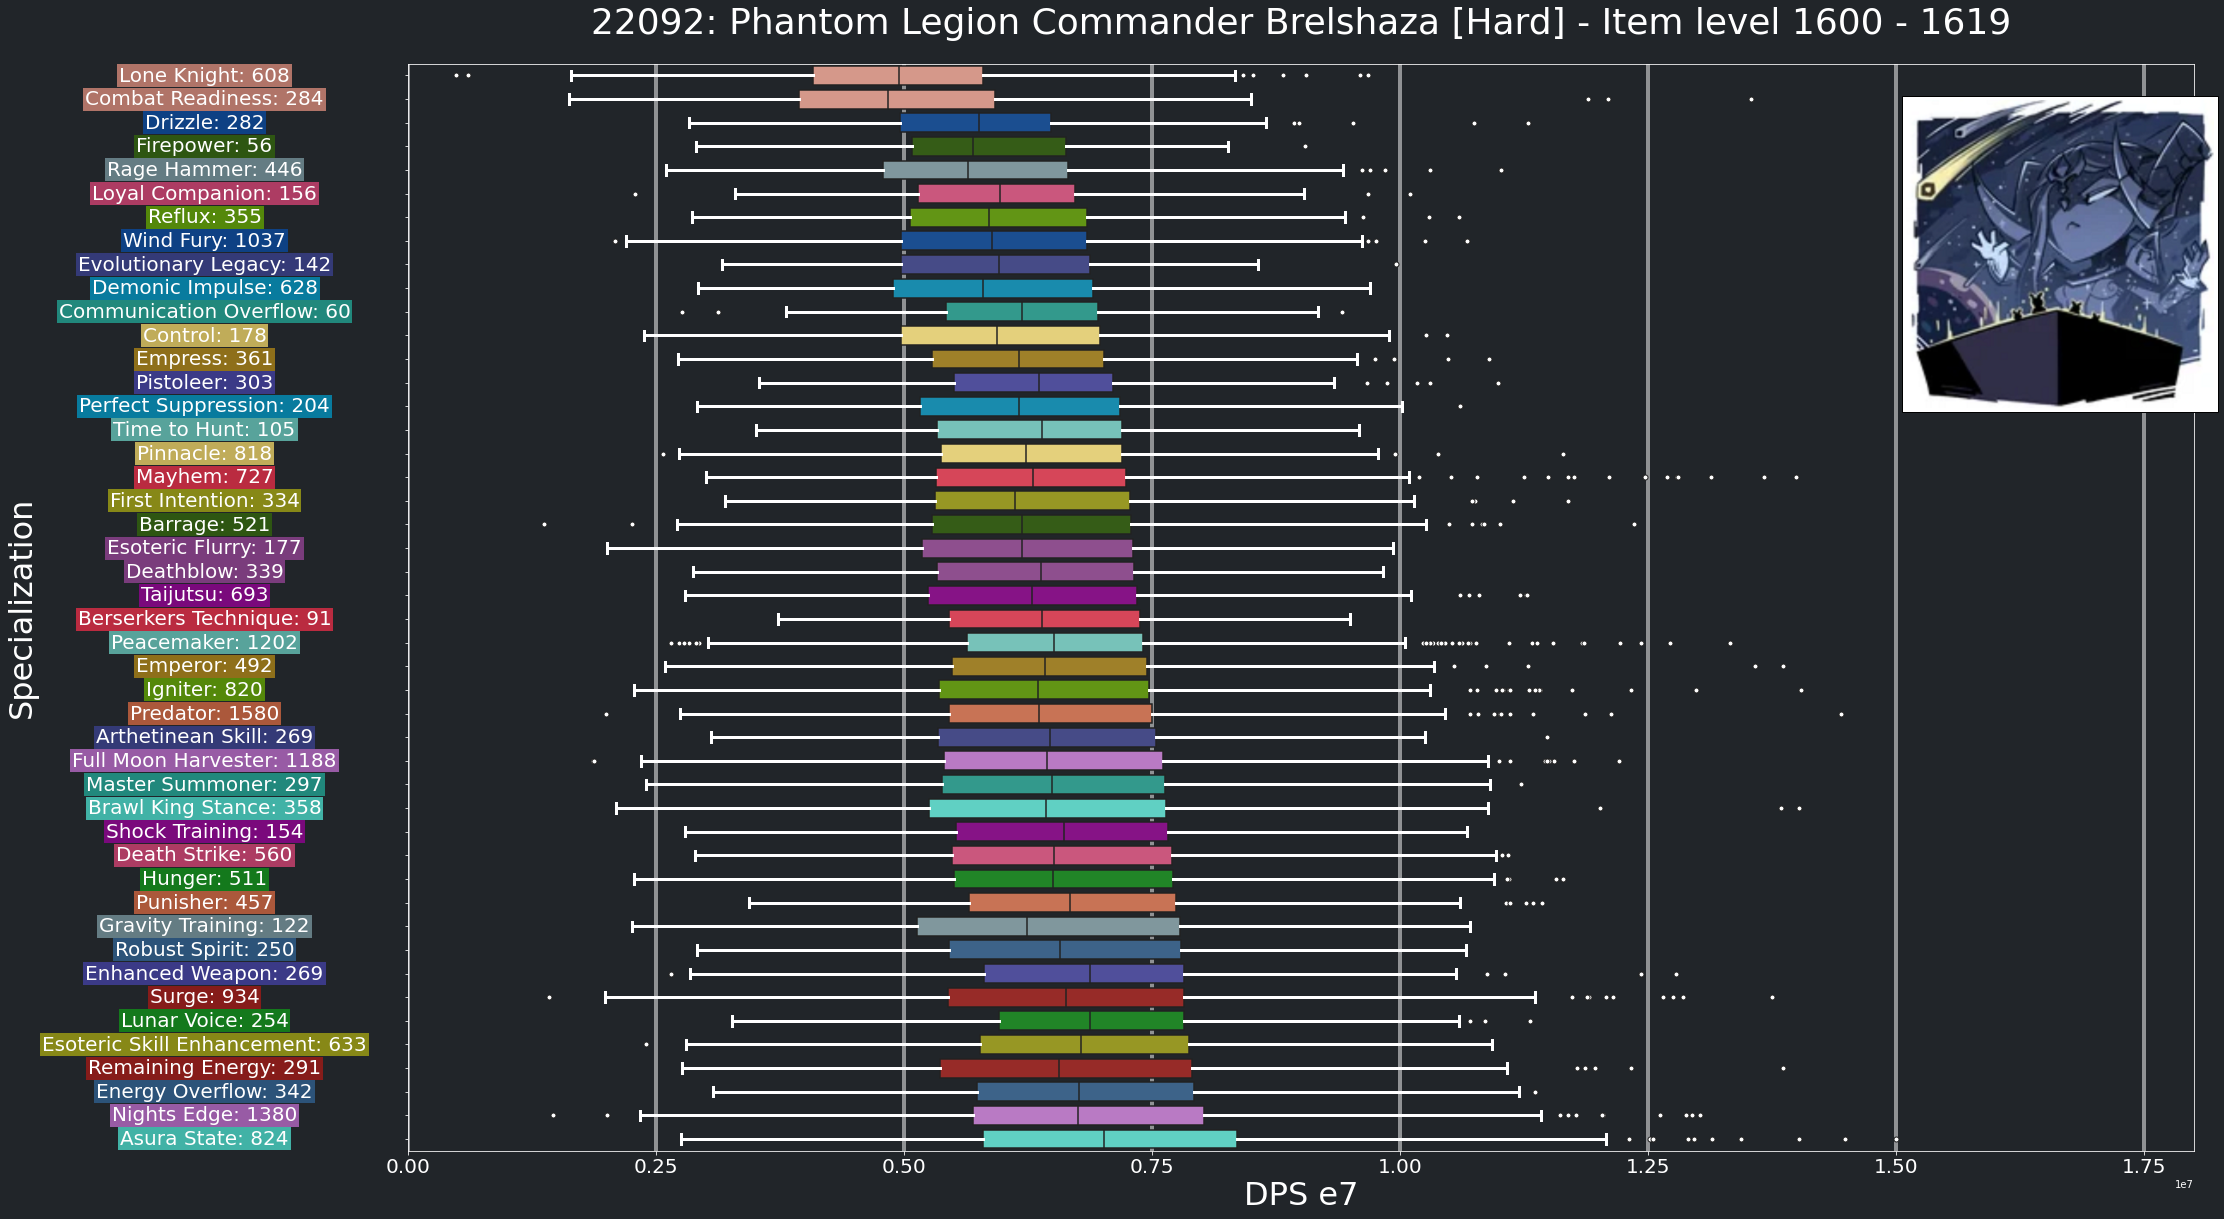 22092: Phantom Legion Commander Brelshaza [Hard] - Item level 1600 - 1619
Specialization
Lone Knight: 608
Combat Readiness: 284
Drizzle: 282
Firepower: 56
Rage Hammer: 446
Loyal Companion: 156
Reflux: 355
Wind Fury: 1037
Evolutionary Legacy: 142
Demonic Impulse: 628
Communication Overflow: 60
Control: 178
Empress: 361
Pistoleer: 303
Perfect Suppression: 204
Time to Hunt: 105
Pinnacle: 818
Mayhem: 727
First Intention: 334
Barrage: 521
Esoteric Flurry: 177
Deathblow: 339
Taijutsu: 693
Berserkers Technique: 91
Peacemaker: 1202
Emperor: 492
Igniter: 820
Predator: 1580
Arthetinean Skill: 269
Full Moon Harvester: 1188
Master Summoner: 297
Brawl King Stance: 358
Shock Training: 154
Death Strike: 560
Hunger: 511
Punisher: 457
Gravity Training: 122
Robust Spirit: 250
Enhanced Weapon: 269
Surge: 934
Lunar Voice: 254
Esoteric Skill Enhancement: 633
Remaining Energy: 291
Energy Overflow: 342
Nights Edge: 1380
Asura State: 824
0.00 0.25 0.50 0.75 1.00 1.25 1.50 1.75
1e7
DPS e7